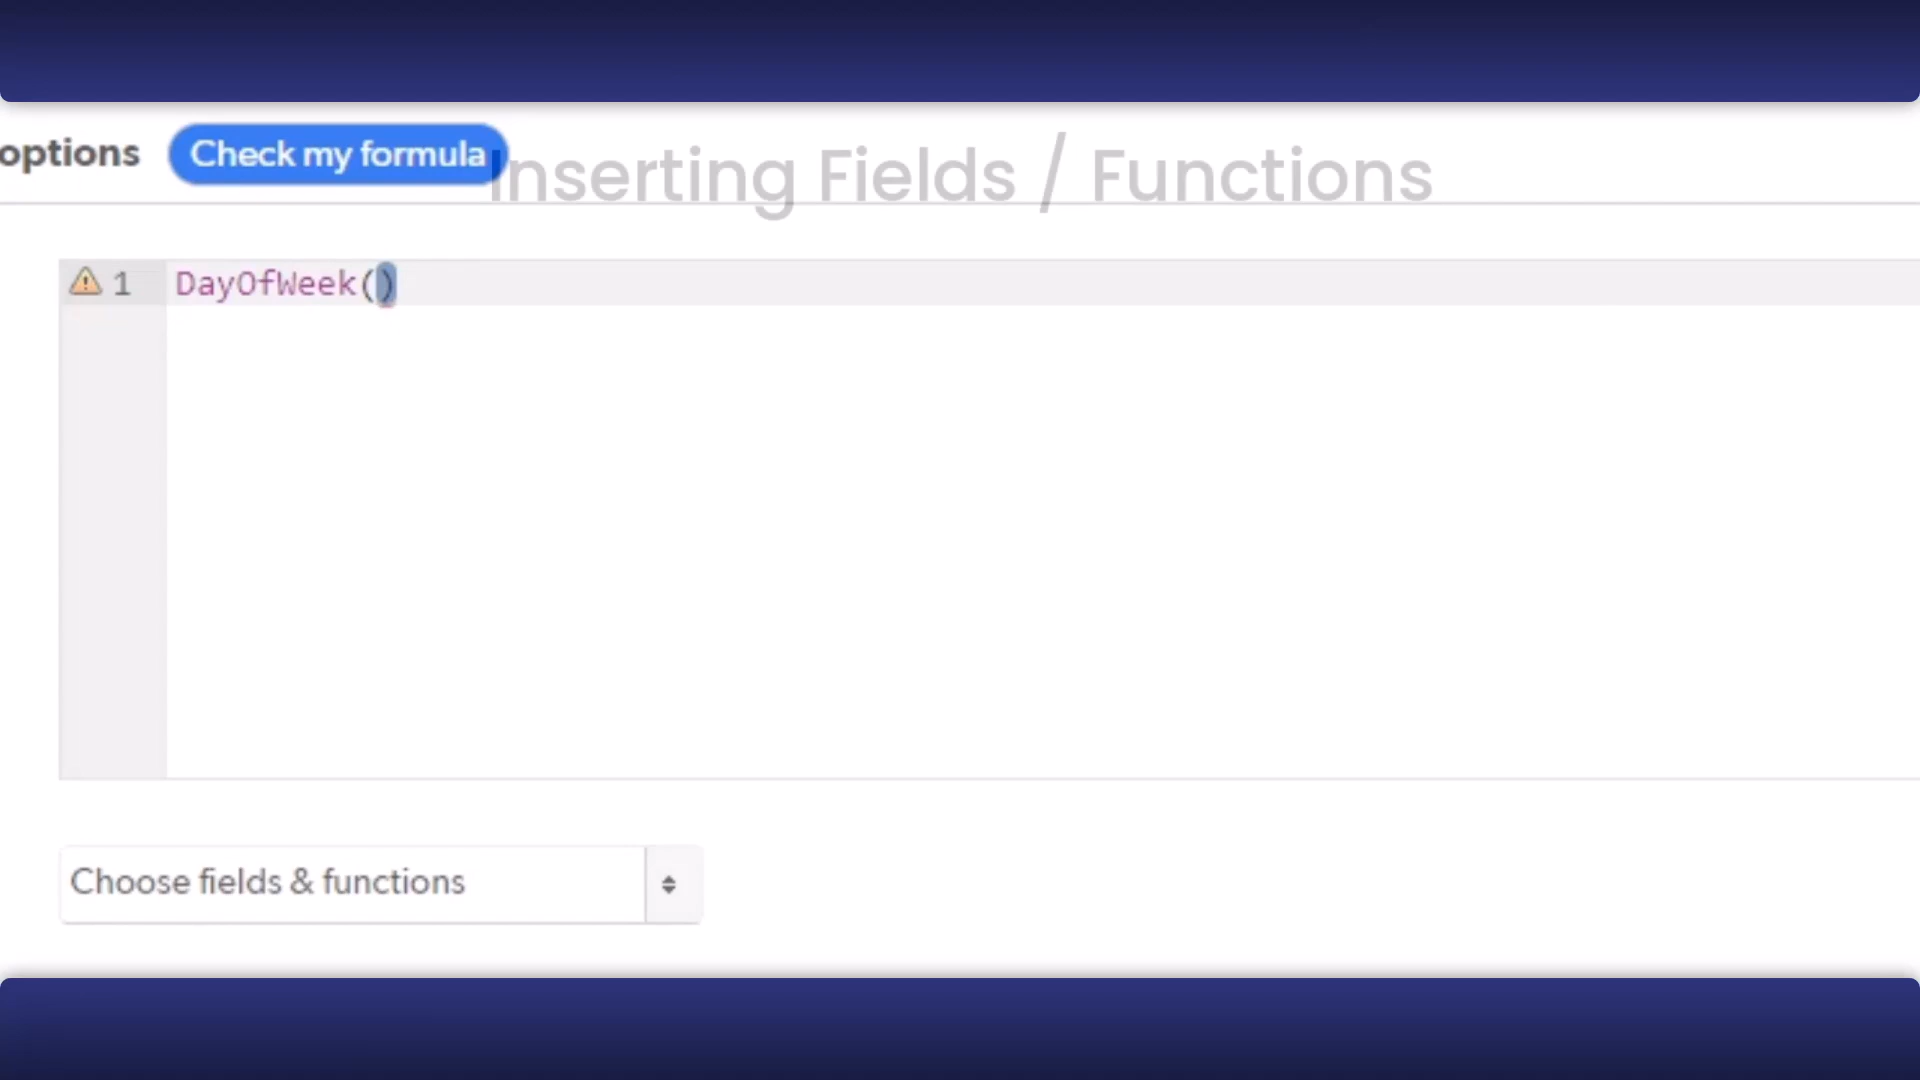 options
Check my formula
Inserting Fields / Functions
1 DayOfWeek()
Choose fields & functions